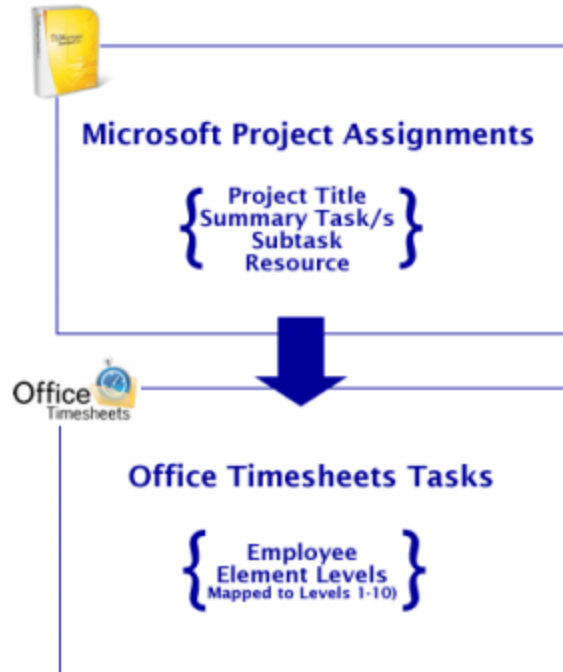 Microsoft Project Assignments
{ Project Title }
Summary Task/s
Subtask
Resource
Office
Timesheets
Office Timesheets Tasks
{ Employee }
Element Levels
Mapped to Levels 1-10)